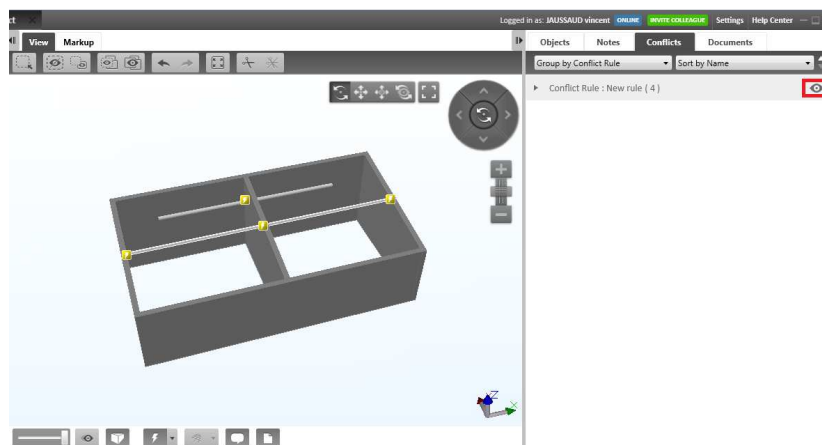 ct
Logged in as: JAUSSAUD vincent ONLINE INVITE COLLEAGUE Settings Help Center
View Markup
Objects Notes Conflicts Documents
Group by Conflict Rule Sort by Name
Conflict Rule : New rule ( 4 )
Z